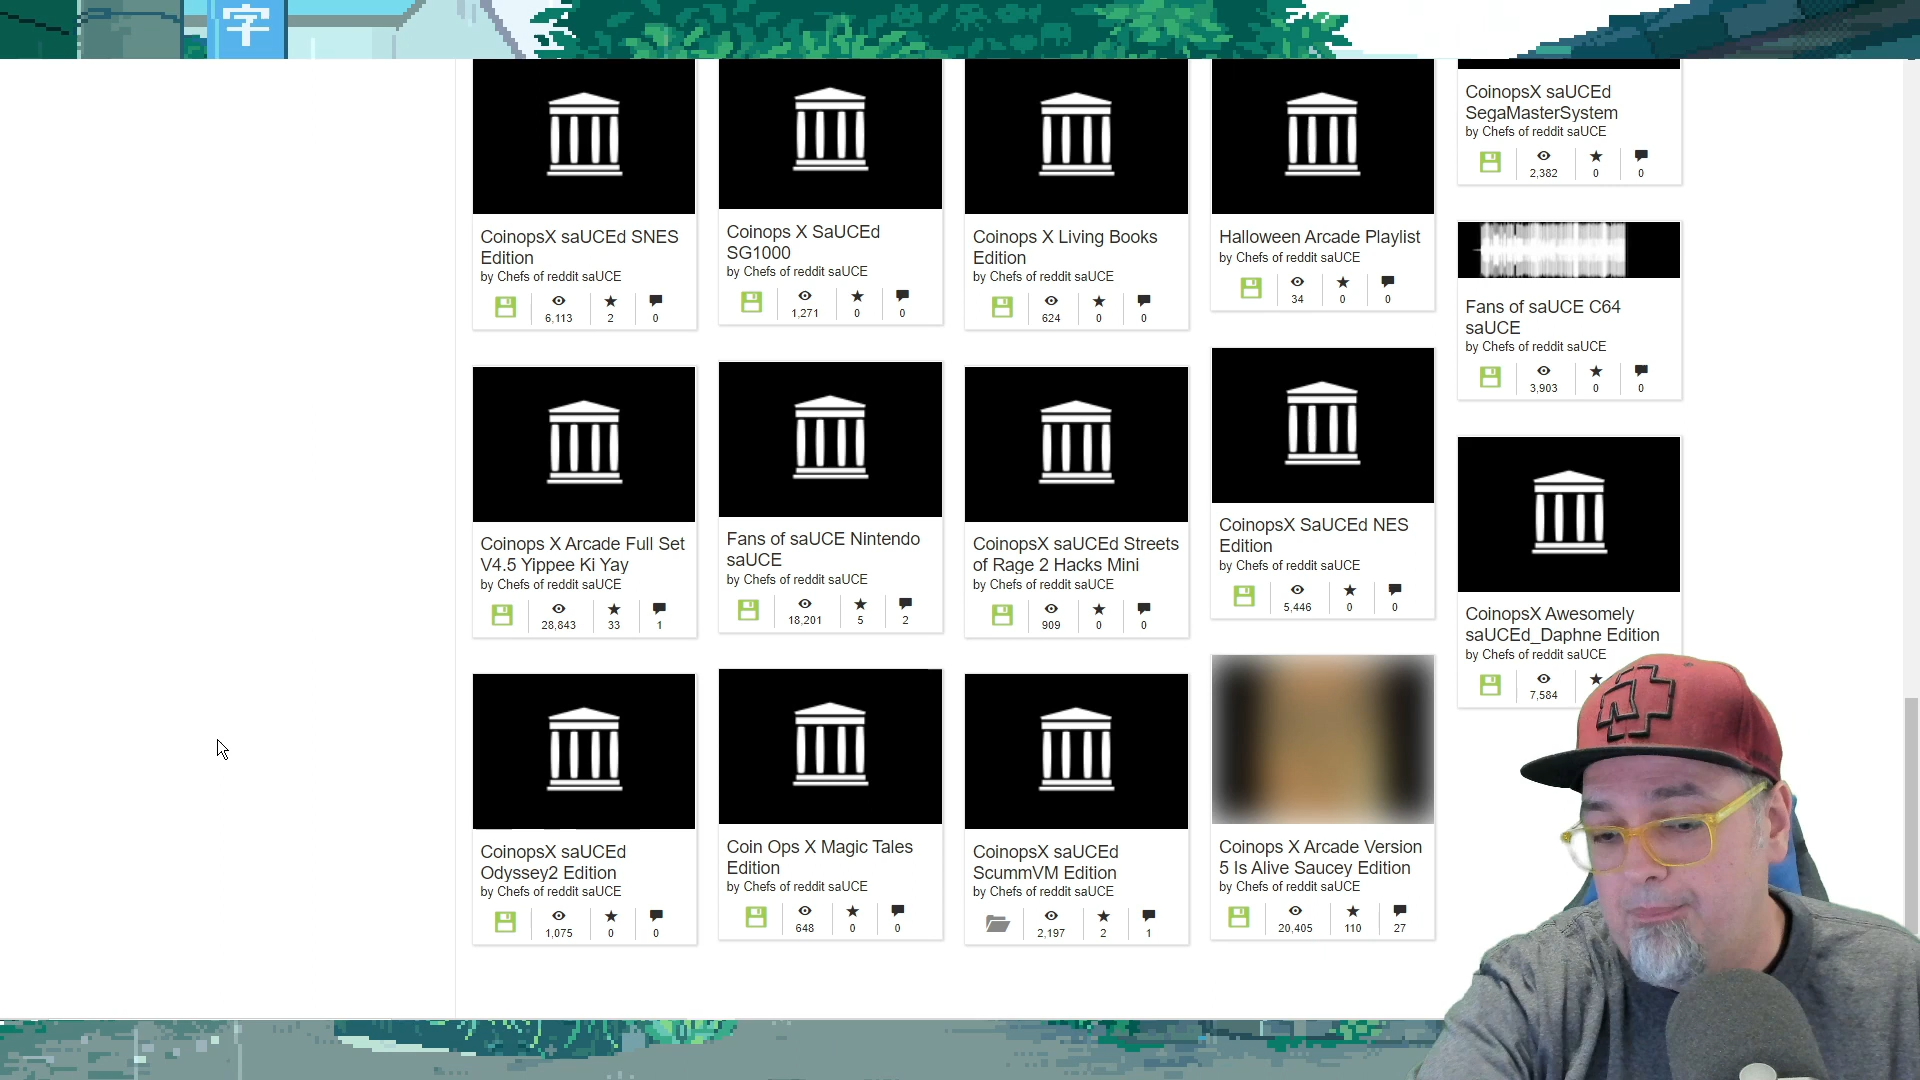 字
CoinopsX saUCEd SNES
Edition
by Chefs of reddit saUCE
6,113
2
0
Coinops X SaUCEd
SG1000
by Chefs of reddit saUCE
1,271
0
0
Coinops X Living Books
Edition
by Chefs of reddit saUCE
624
0
0
Halloween Arcade Playlist
by Chefs of reddit saUCE
34
0
0
CoinopsX saUCEd
SegaMasterSystem
by Chefs of reddit saUCE
2,382
0
0
Fans of saUCE C64
saUCE
by Chefs of reddit saUCE
3,903
0
0
Coinops X Arcade Full Set
V4.5 Yippee Ki Yay
by Chefs of reddit saUCE
28,843
33
1
Fans of saUCE Nintendo
saUCE
by Chefs of reddit saUCE
18,201
5
2
CoinopsX saUCEd Streets
of Rage 2 Hacks Mini
by Chefs of reddit saUCE
909
0
0
CoinopsX SaUCEd NES
Edition
by Chefs of reddit saUCE
5,446
0
0
CoinopsX Awesomely
saUCEd_Daphne Edition
by Chefs of reddit saUCE
7,584
CoinopsX saUCEd
Odyssey2 Edition
by Chefs of reddit saUCE
1,075
0
0
Coin Ops X Magic Tales
Edition
by Chefs of reddit saUCE
648
0
0
CoinopsX saUCEd
ScummVM Edition
by Chefs of reddit saUCE
2,197
2
1
Coinops X Arcade Version
5 Is Alive Saucey Edition
by Chefs of reddit saUCE
20,405
110
27